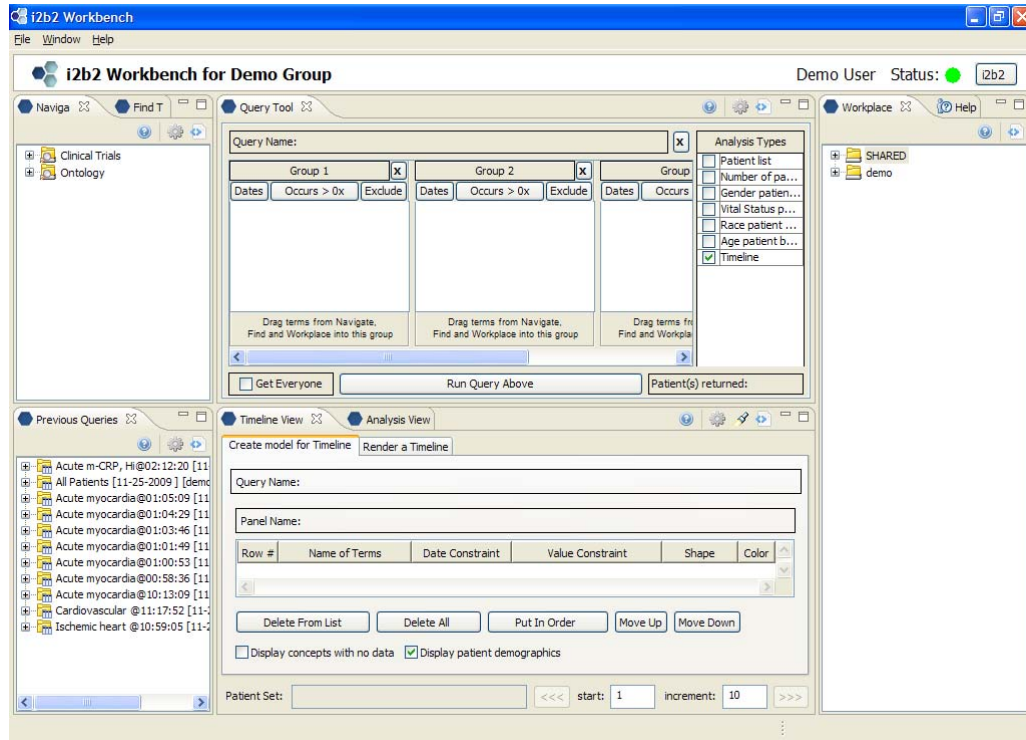 i2b2 Workbench
File Window Help
i2b2 Workbench for Demo Group
Demo User Status: i2b2
Naviga Find T
Clinical Trials
Ontology
Query Tool
Query Name: x
Group 1 x Group 2 x Group
Dates Occurs > 0x Exclude Dates Occurs > 0x Exclude Dates Occurs
Drag terms from Navigate, Find and Workplace into this group
Drag terms from Navigate, Find and Workplace into this group
Drag terms fr
Find and Workpla
Analysis Types
Patient list
Number of pa...
Gender patien...
Vital Status p...
Race patient ...
Age patient b...
Timeline
Get Everyone Run Query Above Patient(s) returned:
Workplace Help
SHARED
demo
Previous Queries
Acute m-CRP, Hi@02:12:20 [11-
All Patients [11-25-2009 ] [demo
Acute myocardia@01:05:09 [11
Acute myocardia@01:04:29 [11
Acute myocardia@01:03:46 [11
Acute myocardia@01:01:49 [11
Acute myocardia@01:00:53 [11
Acute myocardia@00:58:36 [11
Acute myocardia@10:13:09 [11
Cardiovascular @11:17:52 [11-2
Ischemic heart @10:59:05 [11-2
Timeline View Analysis View
Create model for Timeline Render a Timeline
Query Name:
Panel Name:
Row # Name of Terms Date Constraint Value Constraint Shape Color
Delete From List Delete All Put In Order Move Up Move Down
Display concepts with no data Display patient demographics
Patient Set: <<< start: 1 increment: 10 >>>